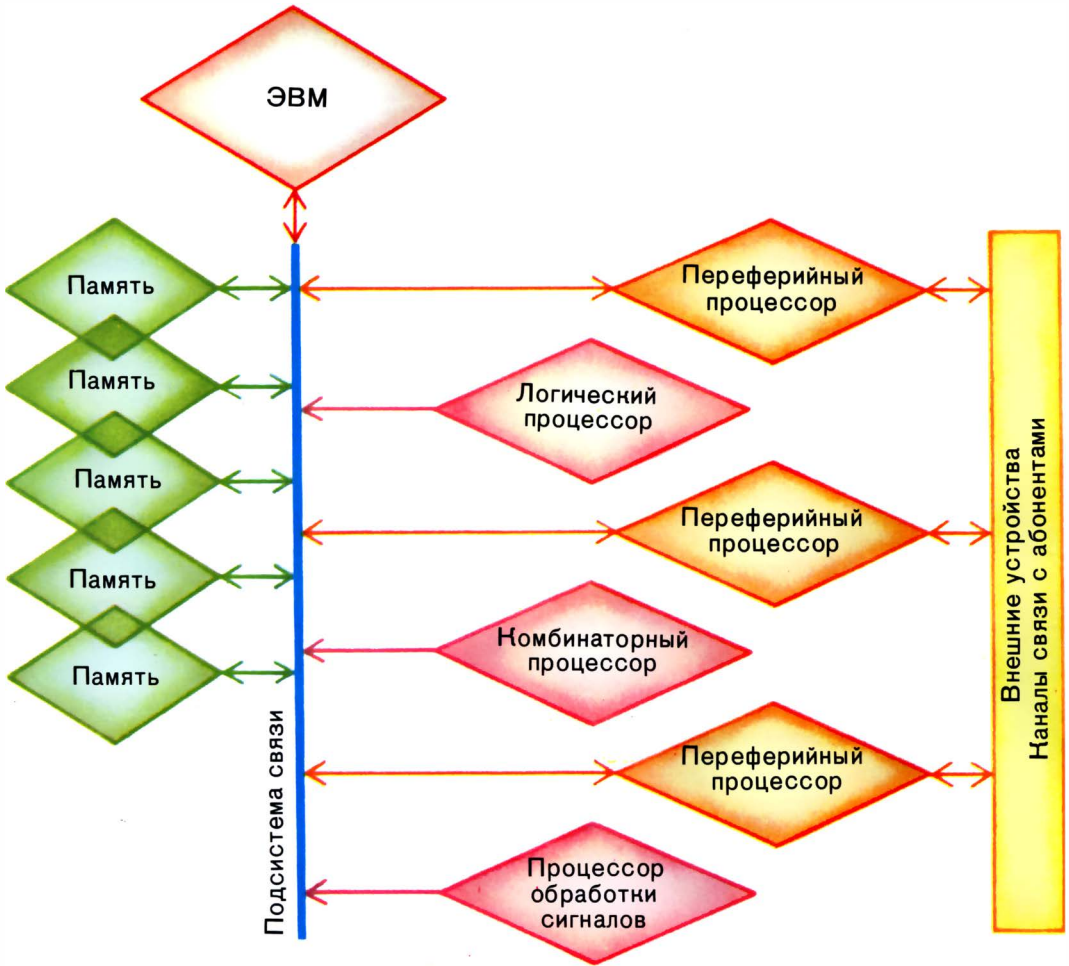 ЭВМ
Память
Память
Память
Память
Память
Подсистема связи
Переферийный
процессор
Логический
процессор
Переферийный
процессор
Комбинаторный
процессор
Переферийный
процессор
Процессор
обработки
сигналов
Внешние устройства
Каналы связи с абонентами